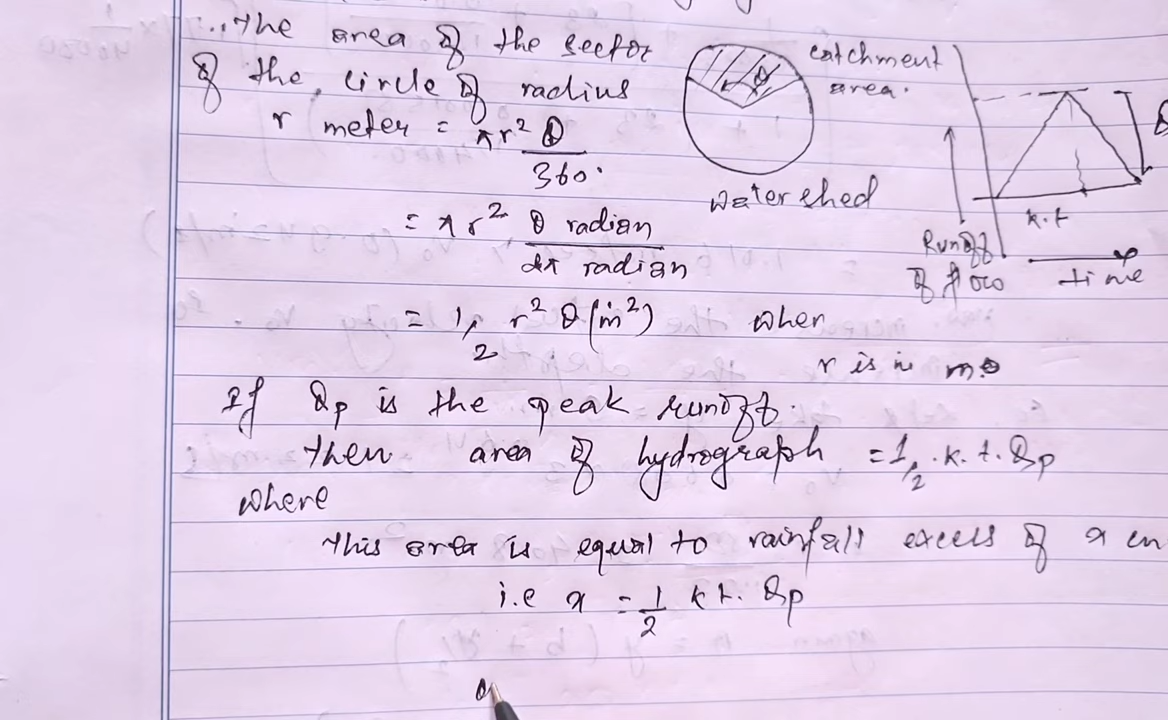 ∴ The area of the sector
of the circle of radius
r meter = πr² θ/360°
= πr² θ radian/2π radian
= 1/2 r² θ (m²) when
r is in m
If Qp is the peak runoff.
then area of hydrograph = 1/2 . k. t. Qp
where
This area is equal to rainfall excess of x cm
i.e x = 1/2 k t. Qp
θ
catchment
area.
watershed
k.t
Runoff
of
time